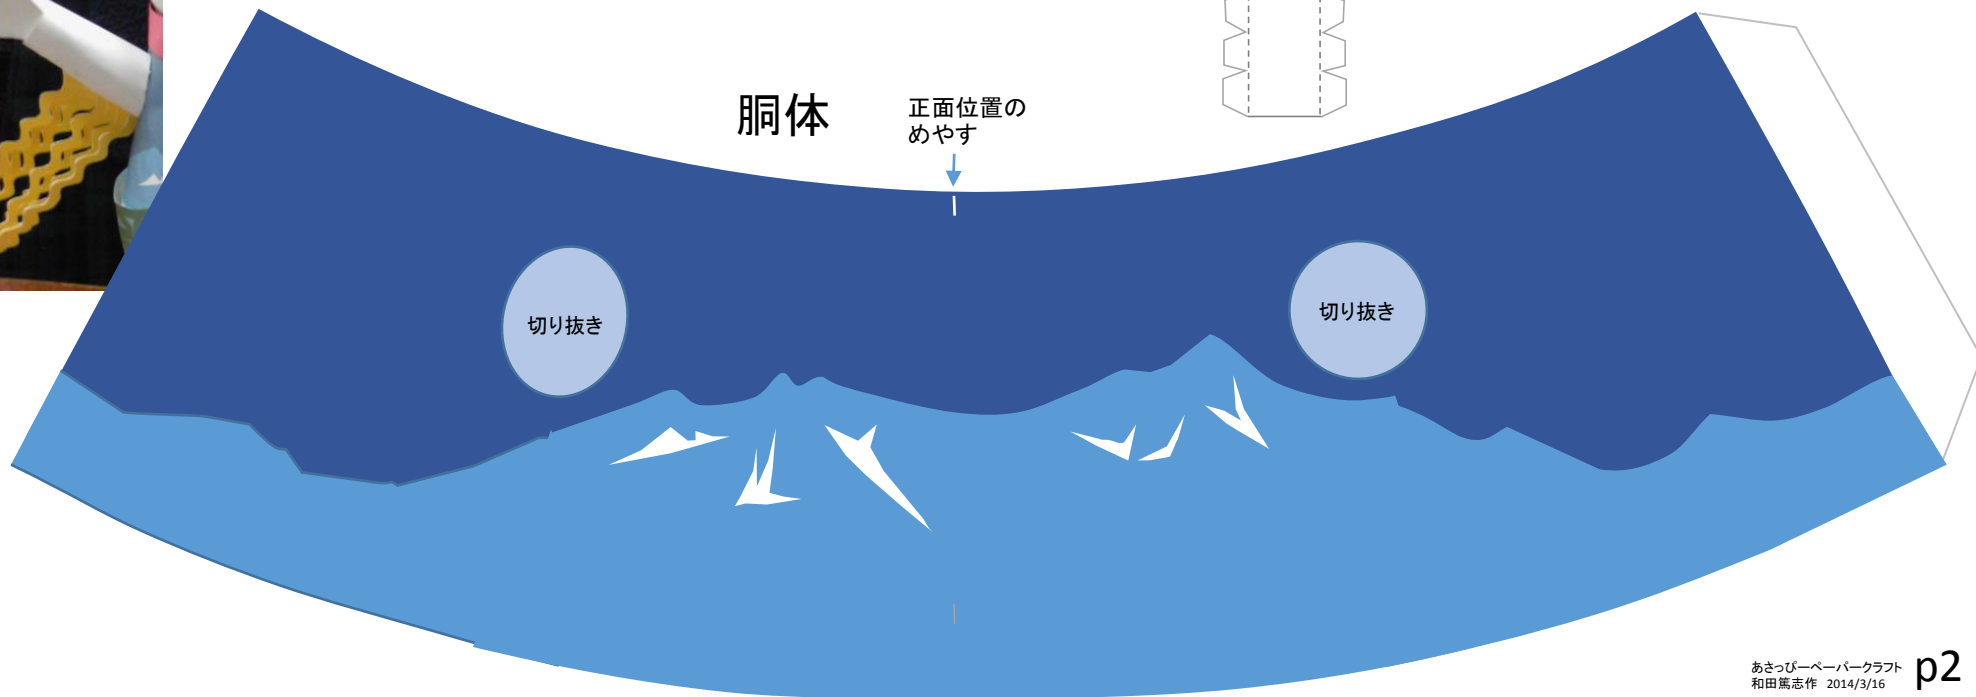 胴体
正面位置の
めやす
切り抜き
切り抜き
あさっぴーペーパークラフト
和田篤志作 2014/3/16
p2